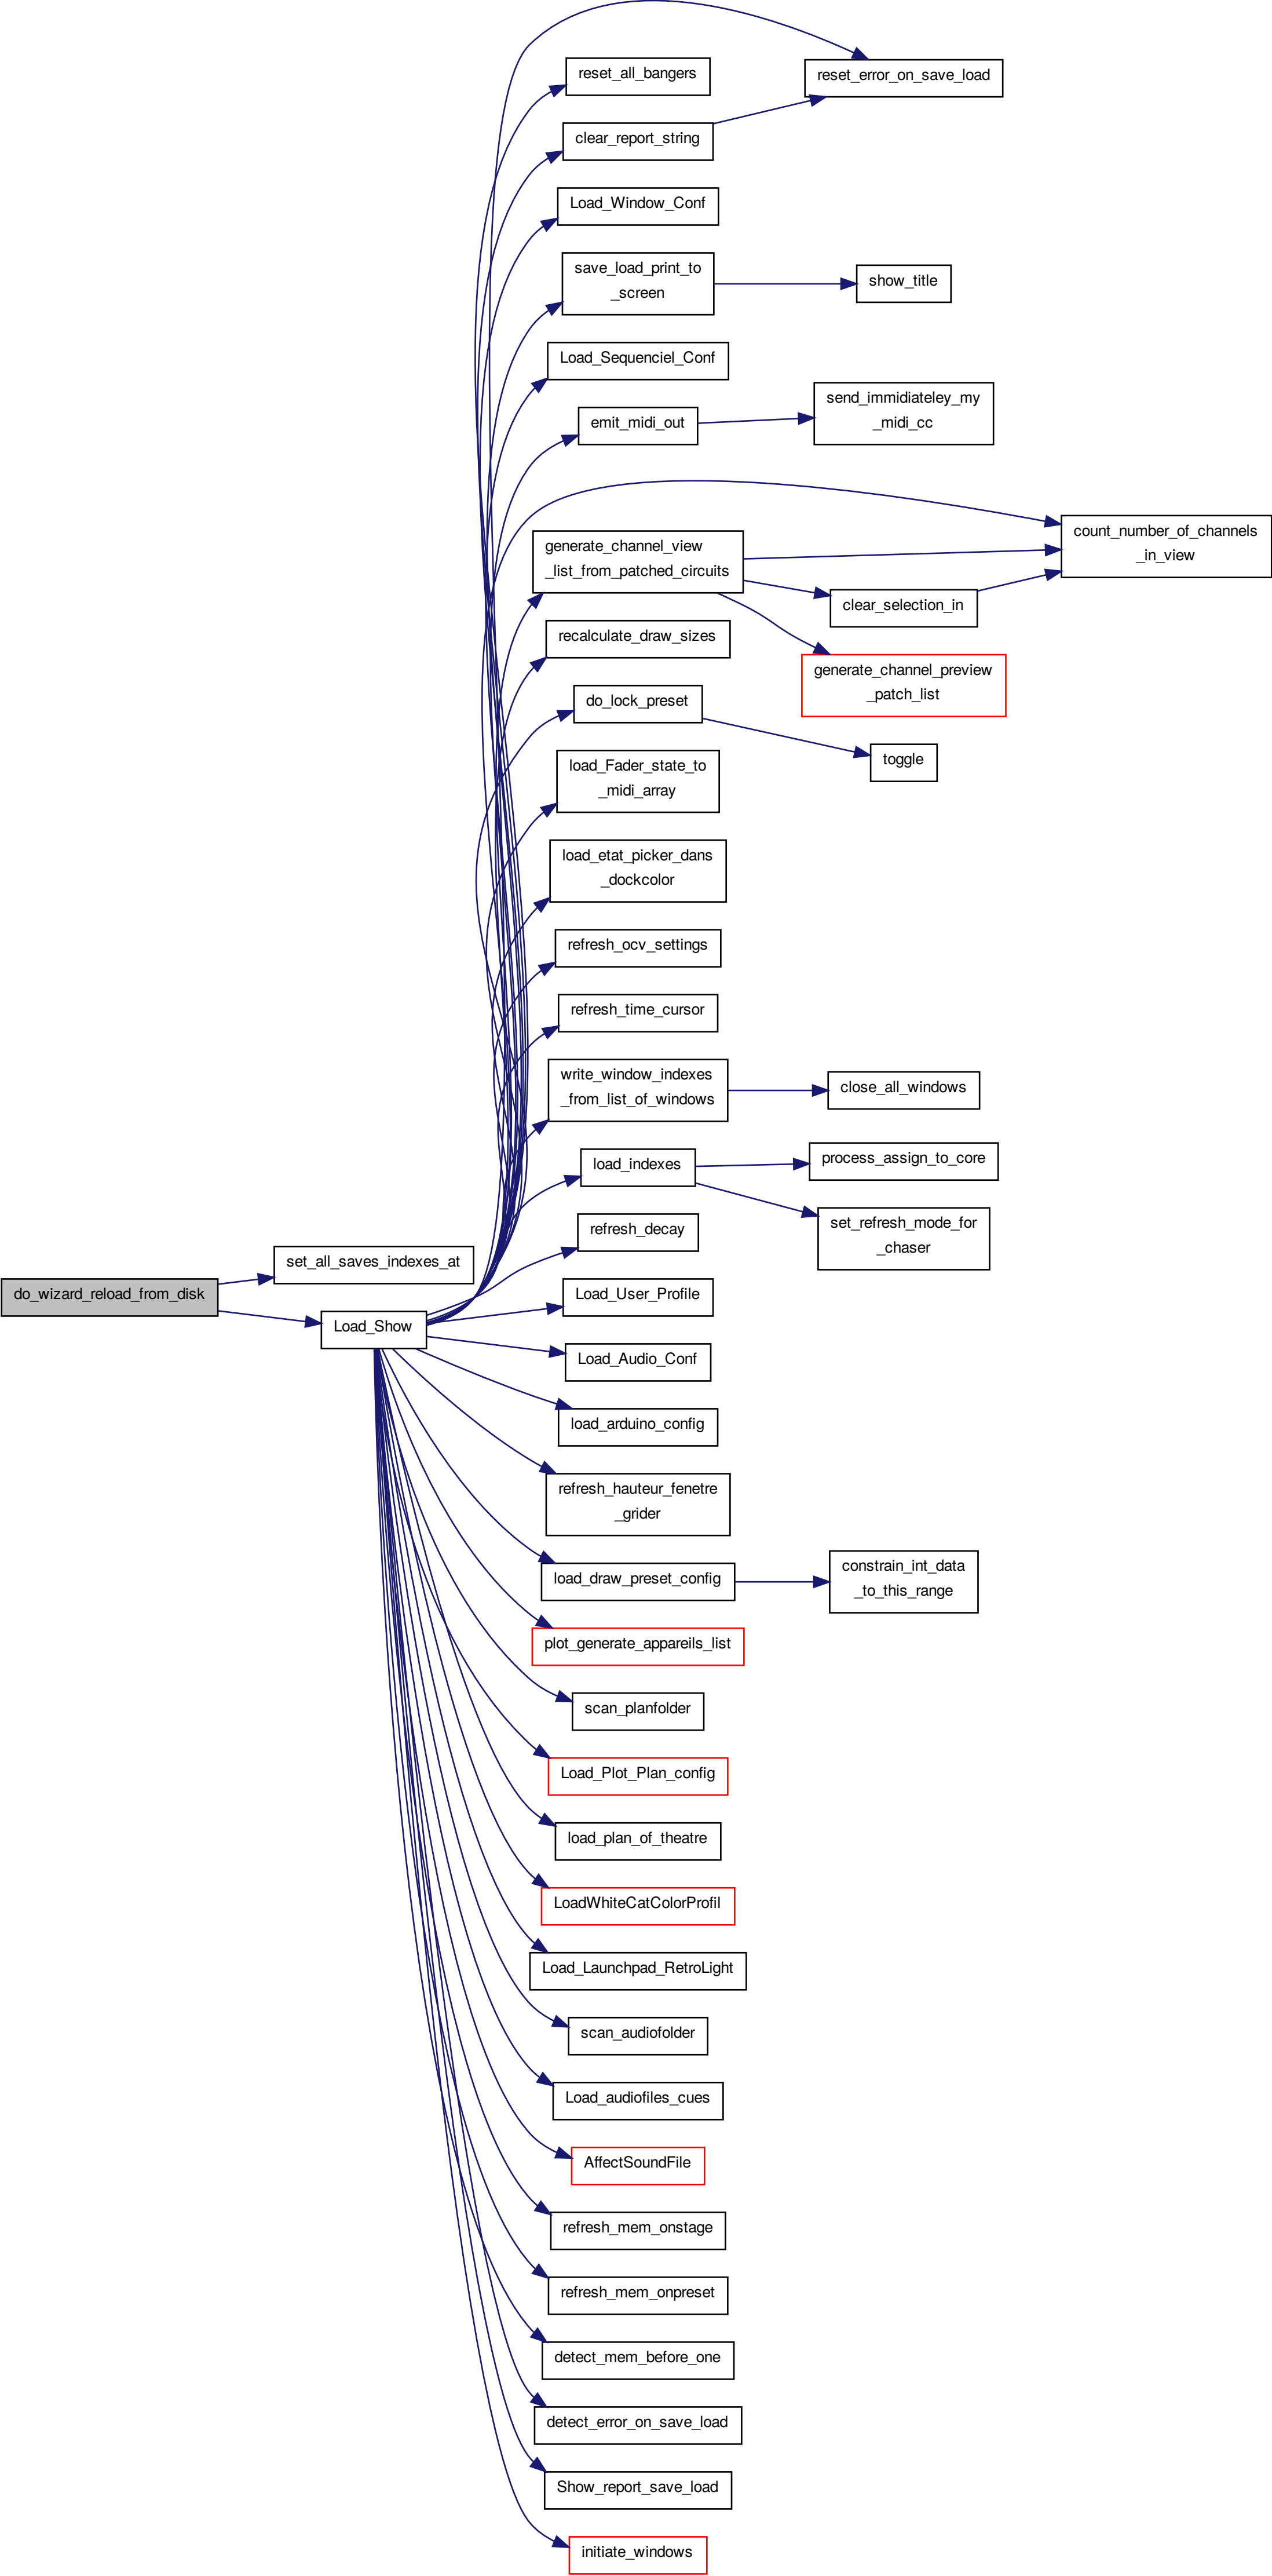 do_wizard_reload_from_disk
set_all_saves_indexes_at
Load_Show
reset_all_bangers
clear_report_string
Load_Window_Conf
save_load_print_to
_screen
Load_Sequenciel_Conf
emit_midi_out
generate_channel_view
_list_from_patched_circuits
recalculate_draw_sizes
do_lock_preset
load_Fader_state_to
_midi_array
load_etat_picker_dans
_dockcolor
refresh_ocv_settings
refresh_time_cursor
write_window_indexes
_from_list_of_windows
load_indexes
refresh_decay
Load_User_Profile
Load_Audio_Conf
load_arduino_config
refresh_hauteur_fenetre
_grider
load_draw_preset_config
plot_generate_appareils_list
scan_planfolder
Load_Plot_Plan_config
load_plan_of_theatre
LoadWhiteCatColorProfil
Load_Launchpad_RetroLight
scan_audiofolder
Load_audiofiles_cues
AffectSoundFile
refresh_mem_onstage
refresh_mem_onpreset
detect_mem_before_one
detect_error_on_save_load
Show_report_save_load
initiate_windows
reset_error_on_save_load
show_title
send_immidiateley_my
_midi_cc
clear_selection_in
generate_channel_preview
_patch_list
toggle
close_all_windows
process_assign_to_core
set_refresh_mode_for
_chaser
constrain_int_data
_to_this_range
count_number_of_channels
_in_view